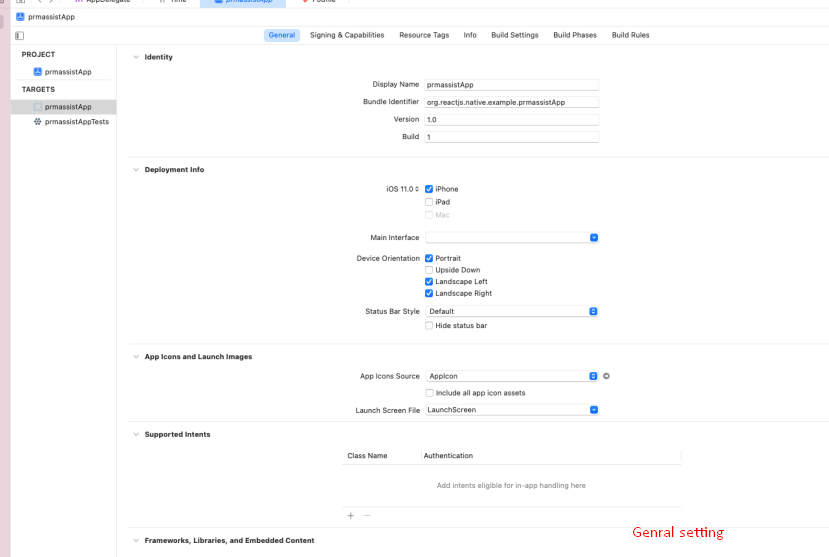 AppDelegate Time prmassistApp Podfile
prmassistApp
General Signing & Capabilities Resource Tags Info Build Settings Build Phases Build Rules
PROJECT
prmassistApp
TARGETS
prmassistApp
prmassistAppTests
Identity
Display Name prmassistApp
Bundle Identifier org.reactjs.native.example.prmassistApp
Version 1.0
Build 1
Deployment Info
iOS 11.0 iPhone
iPad
Mac
Main Interface
Device Orientation Portrait
Upside Down
Landscape Left
Landscape Right
Status Bar Style Default
Hide status bar
App Icons and Launch Images
App Icons Source AppIcon
Include all app icon assets
Launch Screen File LaunchScreen
Supported Intents
Class Name Authentication
Add intents eligible for in-app handling here
Genral setting
Frameworks, Libraries, and Embedded Content